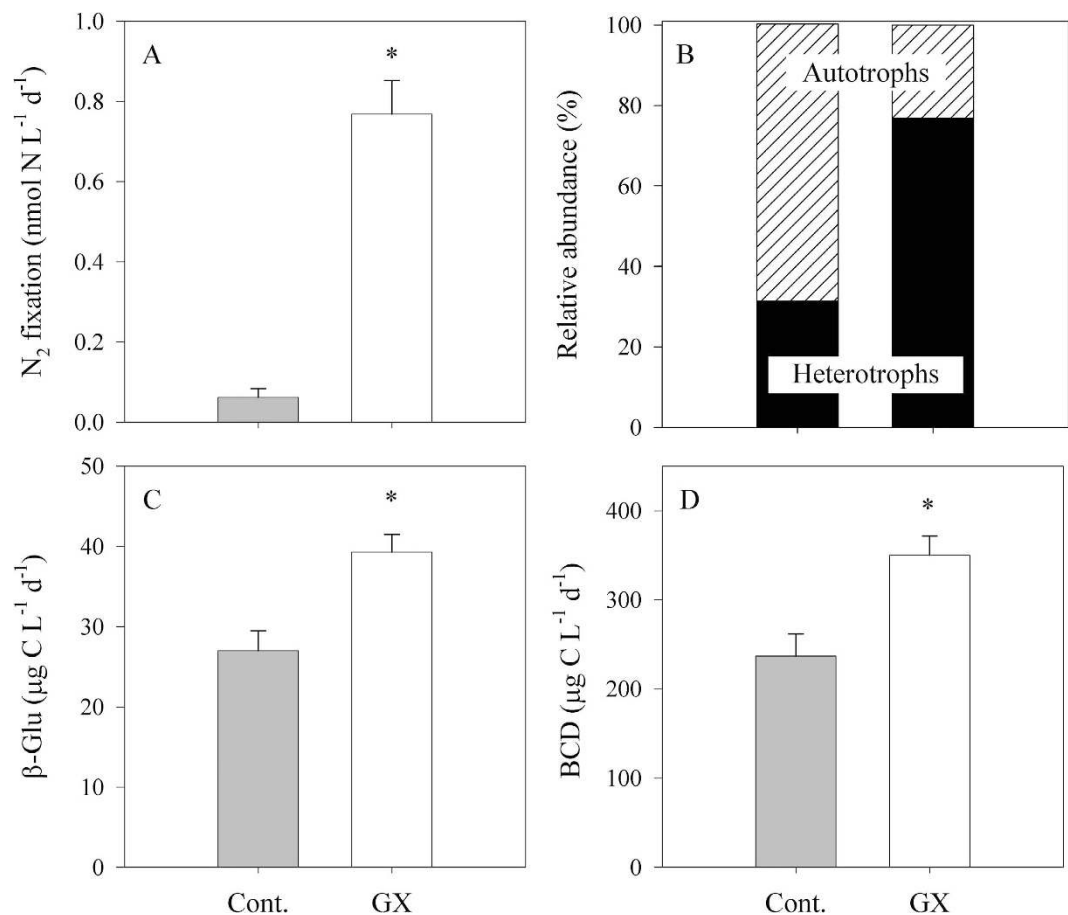 A
N₂ fixation (nmol N L⁻¹ d⁻¹)
1.0
0.8
0.6
0.4
0.2
0.0
*
B
Relative abundance (%)
100
80
60
40
20
0
Autotrophs
Heterotrophs
C
β-Glu (µg C L⁻¹ d⁻¹)
50
40
30
20
10
0
*
Cont.
GX
D
BCD (µg C L⁻¹ d⁻¹)
400
300
200
100
0
*
Cont.
GX